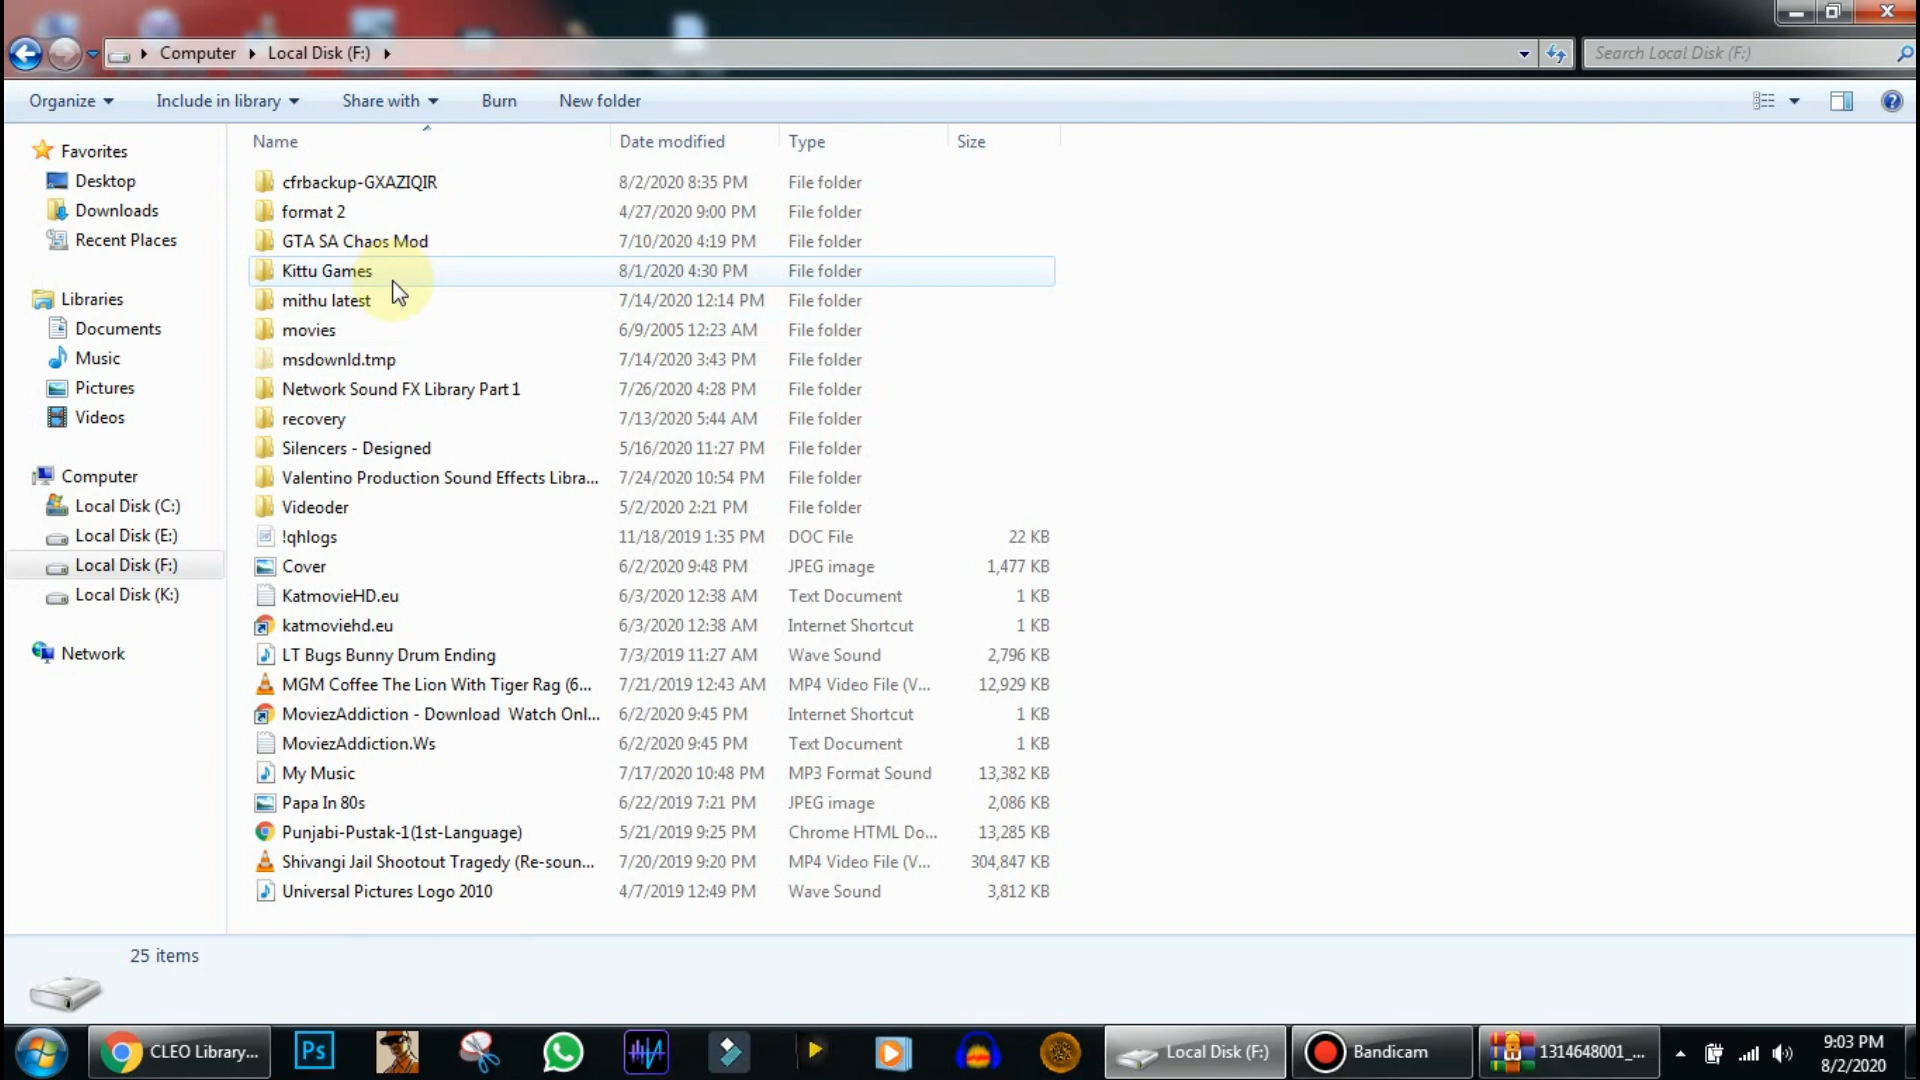 Computer Local Disk (F:)
Search Local Disk (F:)
Organize Include in library Share with Burn New folder
Name Date modified Type Size
Favorites
Desktop
Downloads
Recent Places
Libraries
Documents
Music
Pictures
Videos
Computer
Local Disk (C:)
Local Disk (E:)
Local Disk (F:)
Local Disk (K:)
Network
cfrbackup-GXAZIQIR 8/2/2020 8:35 PM File folder
format 2 4/27/2020 9:00 PM File folder
GTA SA Chaos Mod 7/10/2020 4:19 PM File folder
Kittu Games 8/1/2020 4:30 PM File folder
mithu latest 7/14/2020 12:14 PM File folder
movies 6/9/2005 12:23 AM File folder
msdownld.tmp 7/14/2020 3:43 PM File folder
Network Sound FX Library Part 1 7/26/2020 4:28 PM File folder
recovery 7/13/2020 5:44 AM File folder
Silencers - Designed 5/16/2020 11:27 PM File folder
Valentino Production Sound Effects Libra... 7/24/2020 10:54 PM File folder
Videoder 5/2/2020 2:21 PM File folder
!qhlogs 11/18/2019 1:35 PM DOC File 22 KB
Cover 6/2/2020 9:48 PM JPEG image 1,477 KB
KatmovieHD.eu 6/3/2020 12:38 AM Text Document 1 KB
katmoviehd.eu 6/3/2020 12:38 AM Internet Shortcut 1 KB
LT Bugs Bunny Drum Ending 7/3/2019 11:27 AM Wave Sound 2,796 KB
MGM Coffee The Lion With Tiger Rag (6... 7/21/2019 12:43 AM MP4 Video File (V... 12,929 KB
MoviezAddiction - Download Watch Onl... 6/2/2020 9:45 PM Internet Shortcut 1 KB
MoviezAddiction.Ws 6/2/2020 9:45 PM Text Document 1 KB
My Music 7/17/2020 10:48 PM MP3 Format Sound 13,382 KB
Papa In 80s 6/22/2019 7:21 PM JPEG image 2,086 KB
Punjabi-Pustak-1(1st-Language) 5/21/2019 9:25 PM Chrome HTML Do... 13,285 KB
Shivangi Jail Shootout Tragedy (Re-soun... 7/20/2019 9:20 PM MP4 Video File (V... 304,847 KB
Universal Pictures Logo 2010 4/7/2019 12:49 PM Wave Sound 3,812 KB
25 items
CLEO Library... Ps Local Disk (F:) Bandicam 1314648001_... 9:03 PM
8/2/2020